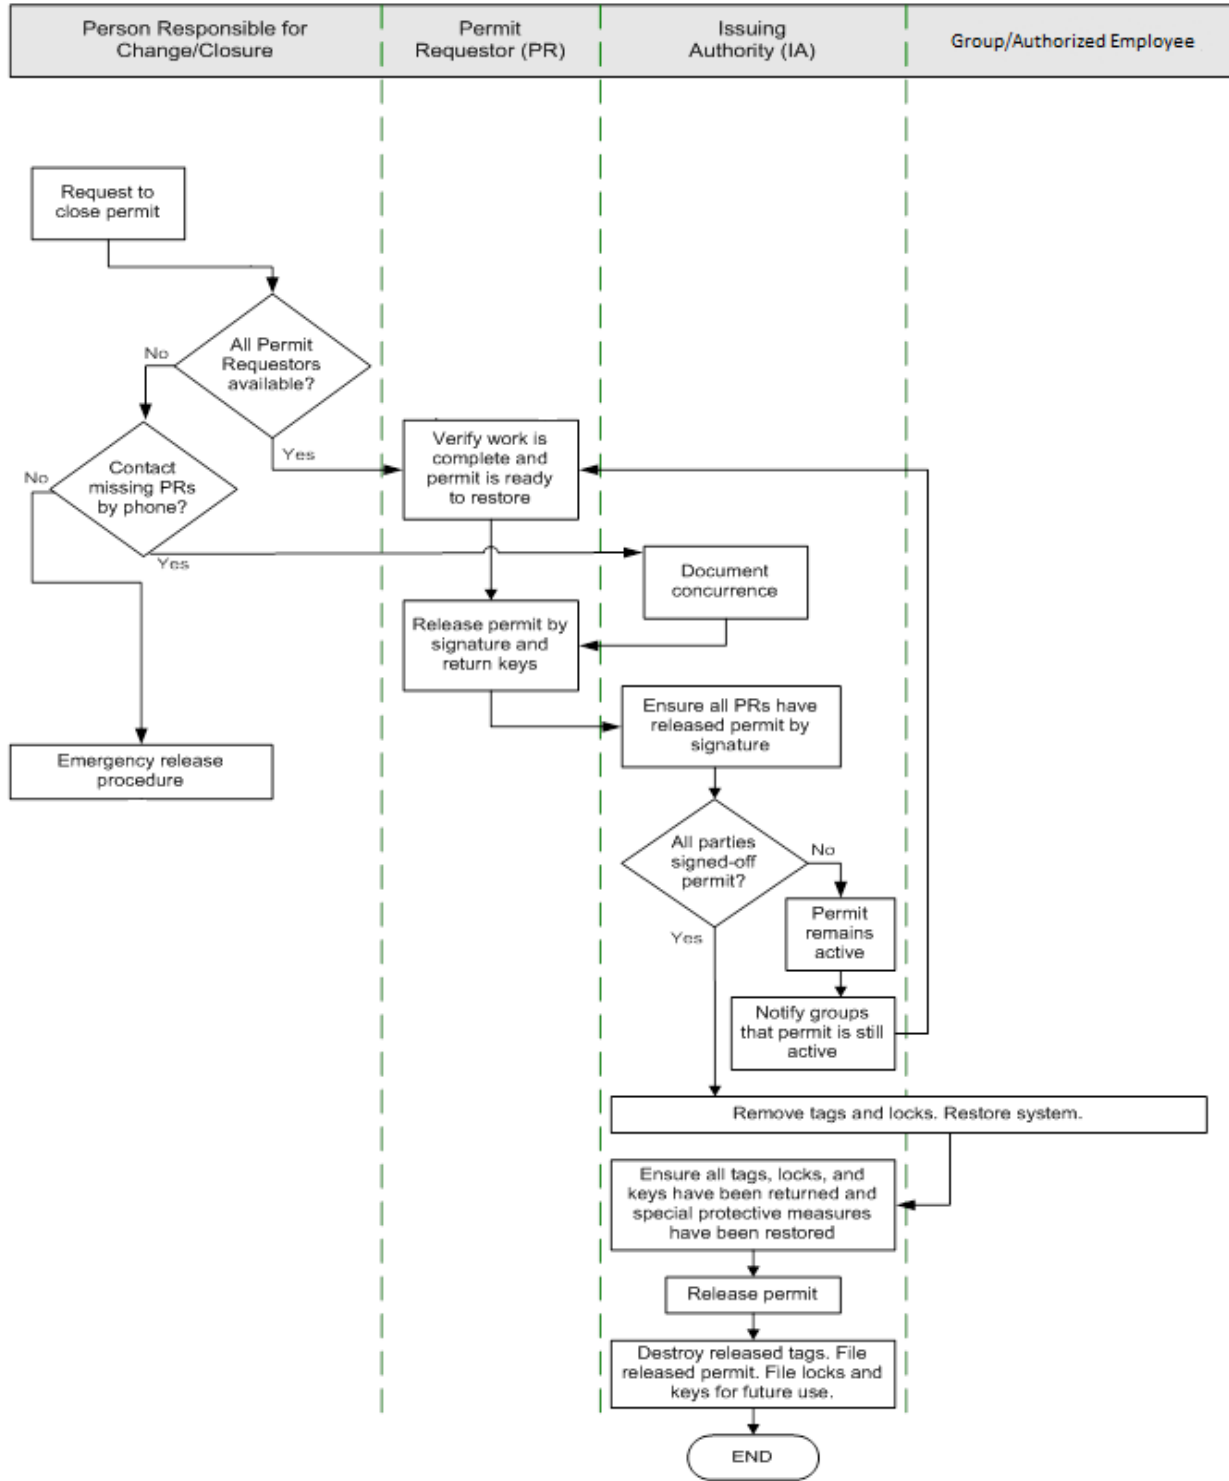 Person Responsible for
Change/Closure
Permit
Requestor (PR)
Issuing
Authority (IA)
Group/Authorized Employee
Request to
close permit
All Permit
Requestors
available?
No
Yes
Contact
missing PRs
by phone?
No
Yes
Verify work is
complete and
permit is ready
to restore
Document
concurrence
Release permit by
signature and
return keys
Ensure all PRs have
released permit by
signature
Emergency release
procedure
All parties
signed-off
permit?
No
Yes
Permit
remains
active
Notify groups
that permit is still
active
Remove tags and locks. Restore system.
Ensure all tags, locks, and
keys have been returned and
special protective measures
have been restored
Release permit
Destroy released tags. File
released permit. File locks and
keys for future use.
END